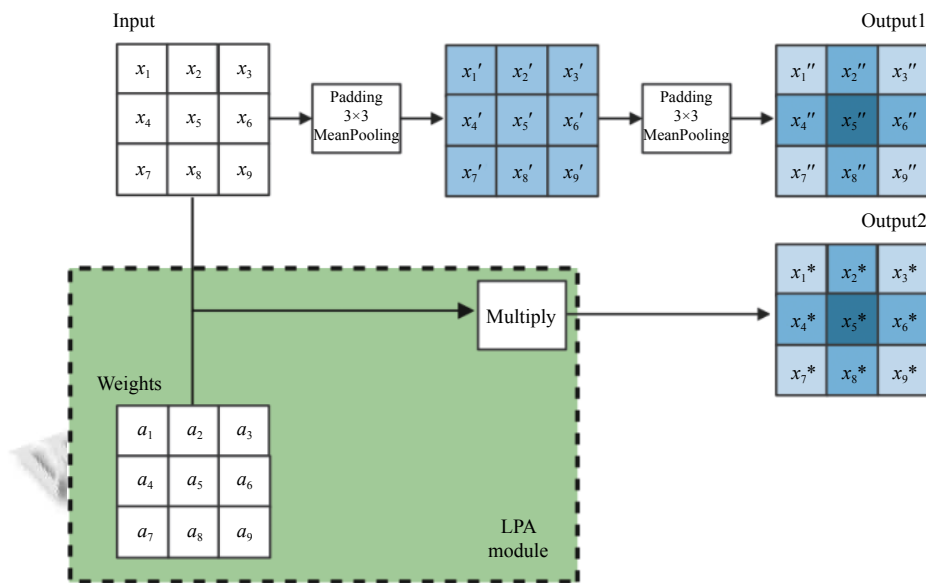 Input
Output1
x₁ x₂ x₃
x₄ x₅ x₆
x₇ x₈ x₉
Padding
3×3
MeanPooling
x₁′ x₂′ x₃′
x₄′ x₅′ x₆′
x₇′ x₈′ x₉′
Padding
3×3
MeanPooling
x₁″ x₂″ x₃″
x₄″ x₅″ x₆″
x₇″ x₈″ x₉″
Output2
x₁* x₂* x₃*
x₄* x₅* x₆*
x₇* x₈* x₉*
Multiply
Weights
a₁ a₂ a₃
a₄ a₅ a₆
a₇ a₈ a₉
LPA
module